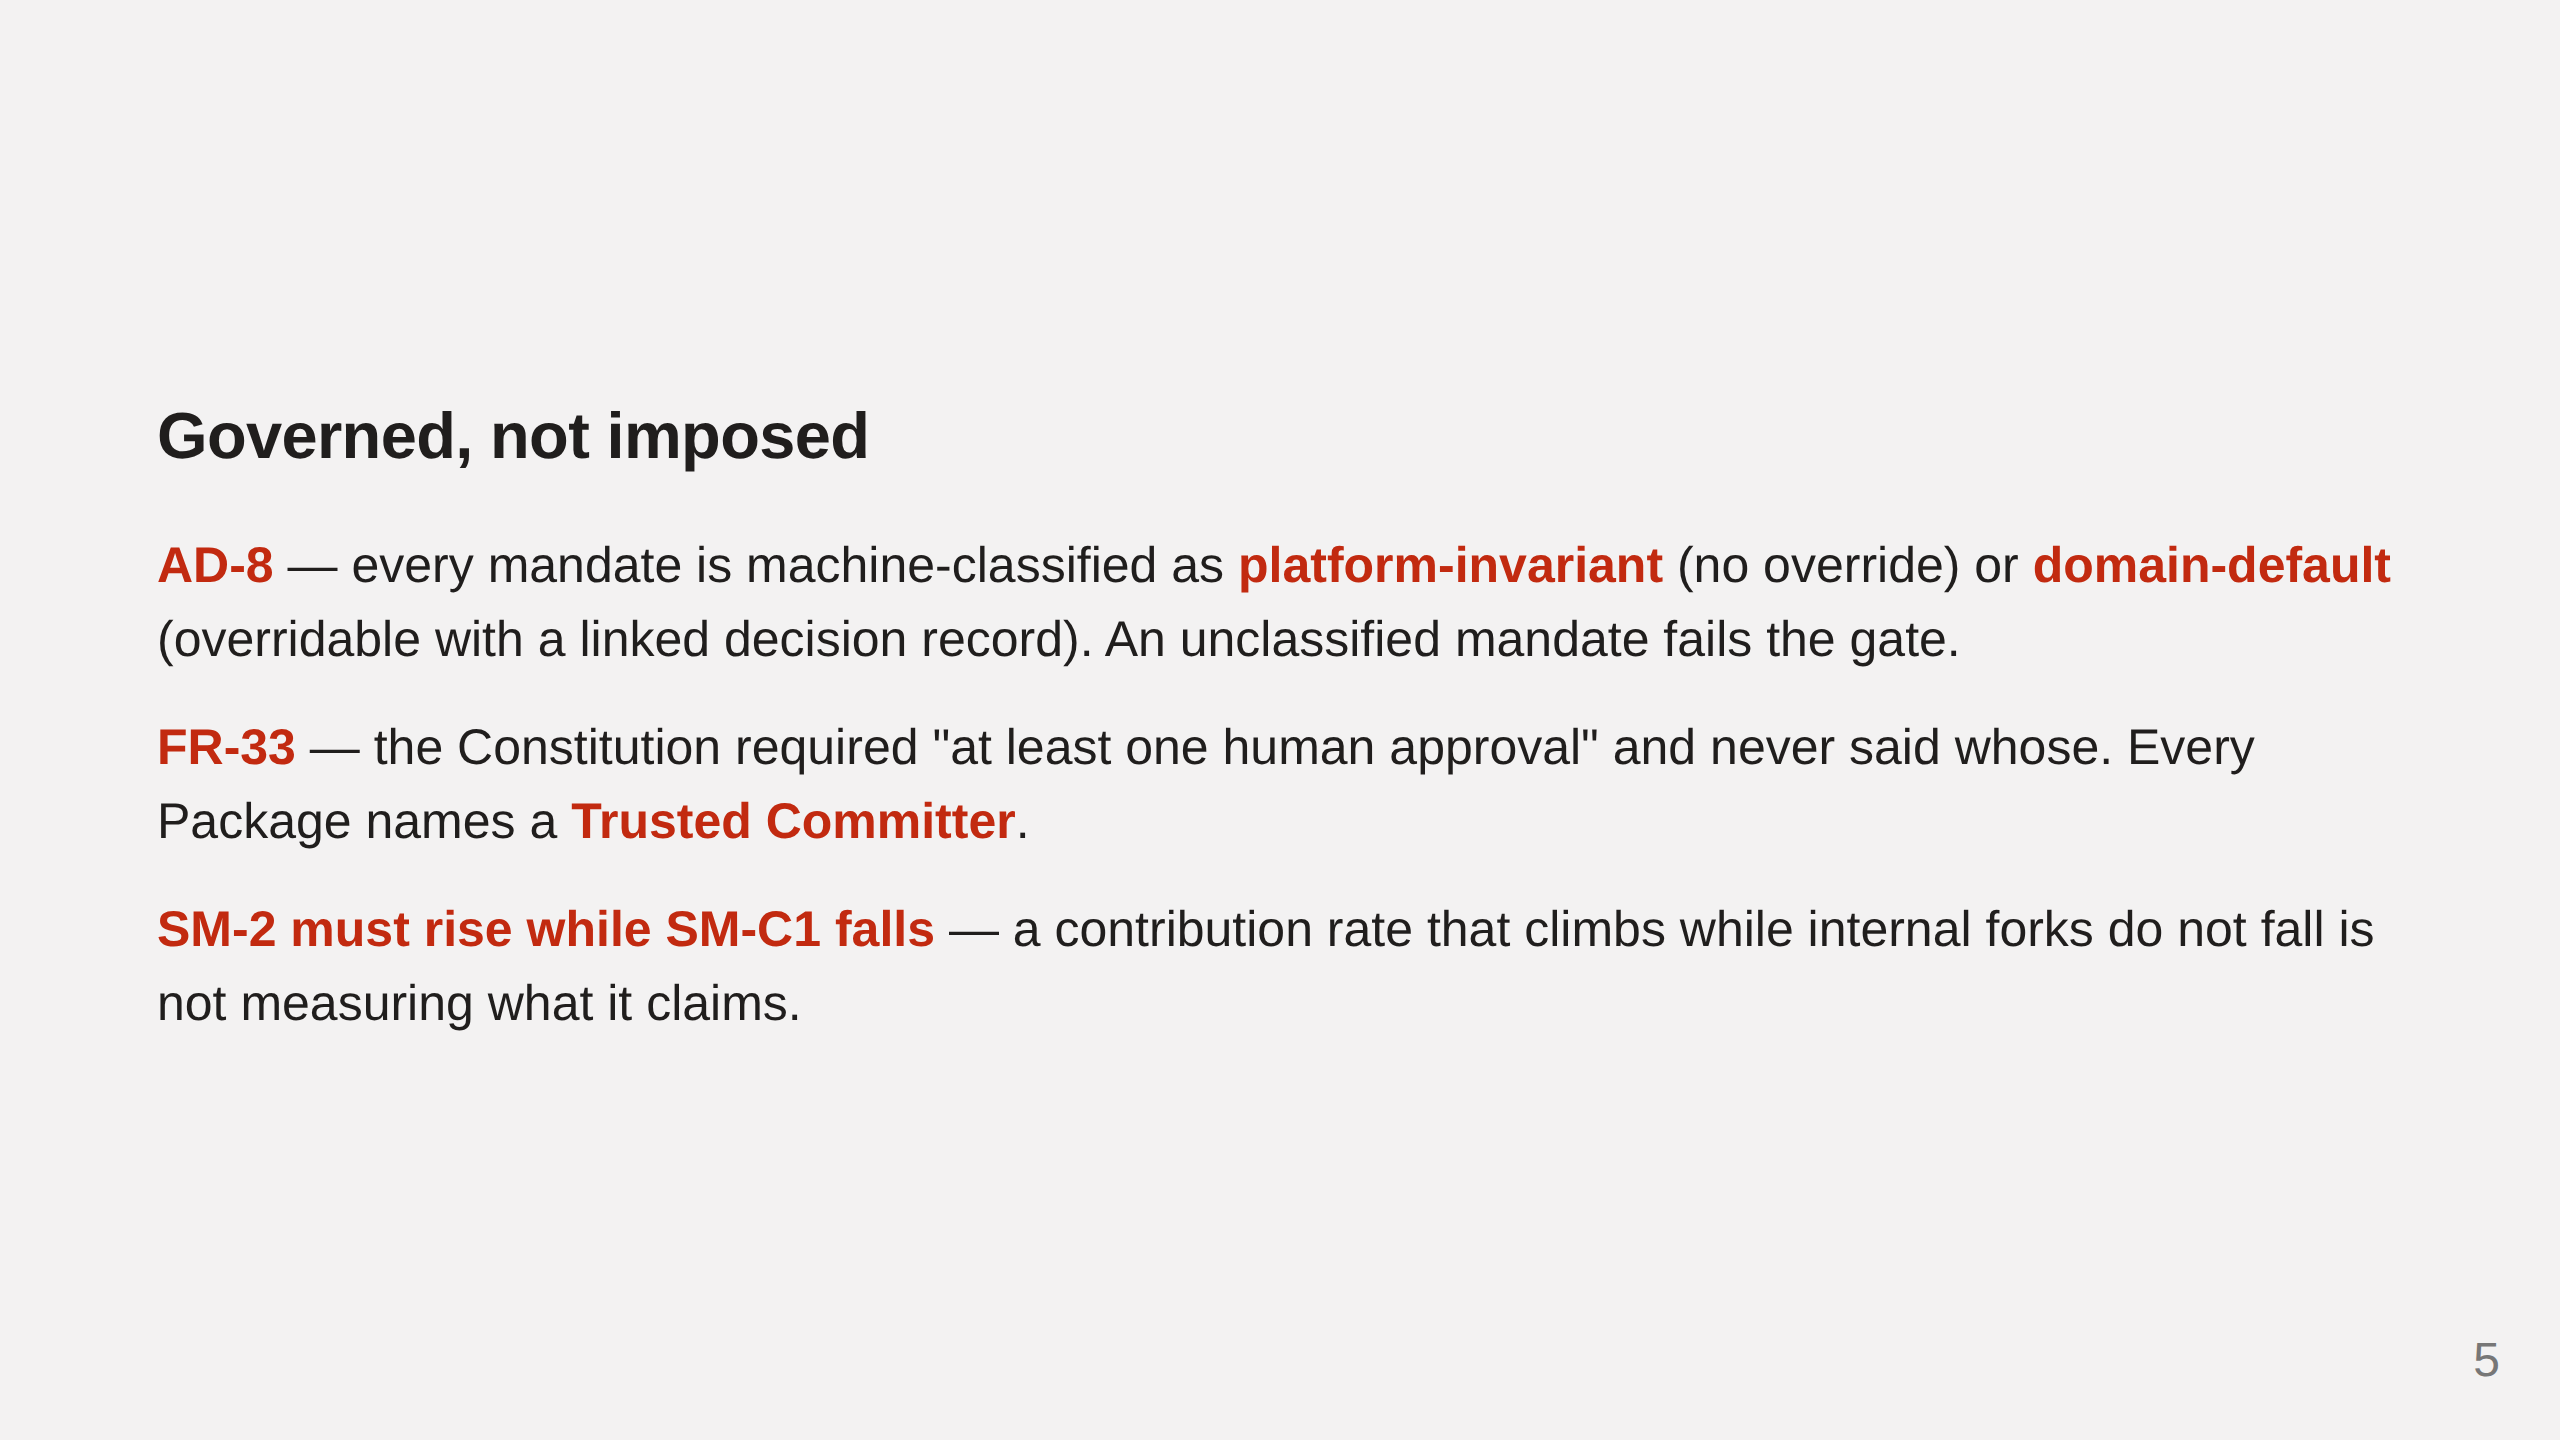 Governed, not imposed
AD-8 — every mandate is machine-classified as platform-invariant (no override) or domain-default
(overridable with a linked decision record). An unclassified mandate fails the gate.
FR-33 — the Constitution required "at least one human approval" and never said whose. Every
Package names a Trusted Committer.
SM-2 must rise while SM-C1 falls — a contribution rate that climbs while internal forks do not fall is
not measuring what it claims.
5